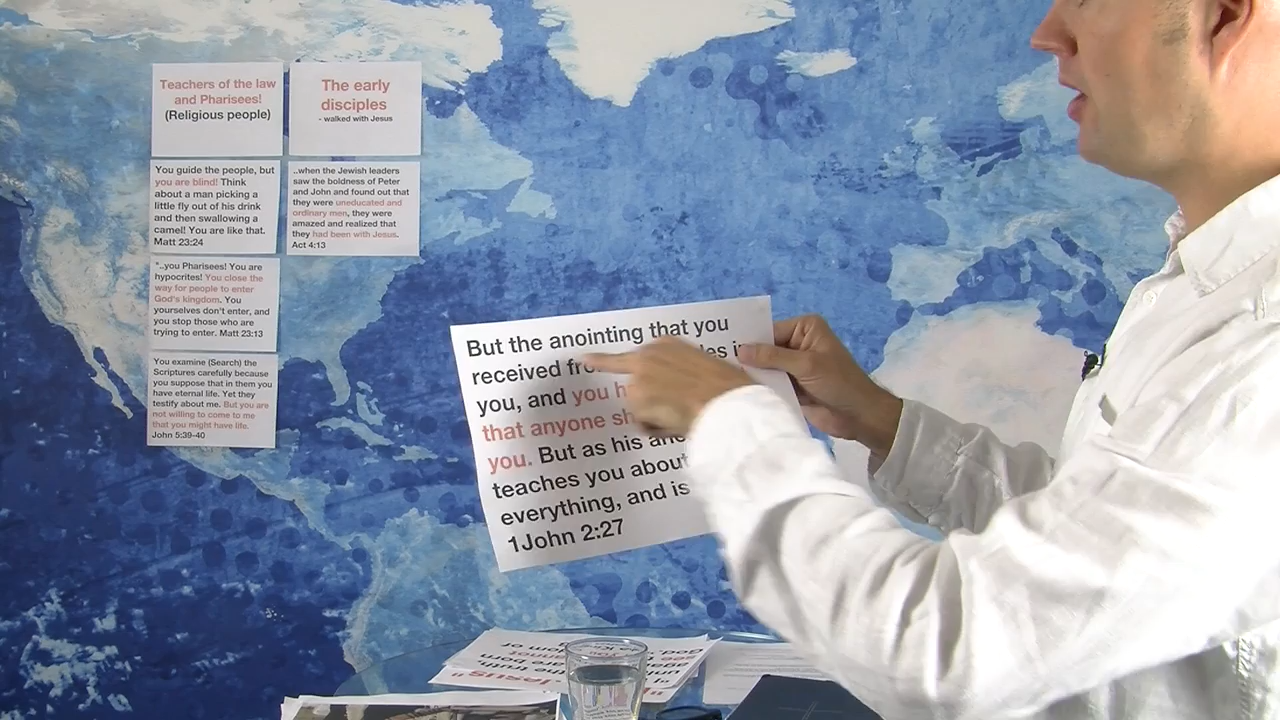 Teachers of the law
and Pharisees!
(Religious people)
The early
disciples
- walked with Jesus
You guide the people, but
you are blind! Think
about a man picking a
little fly out of his drink
and then swallowing a
camel! You are like that.
Matt 23:24
..when the Jewish leaders
saw the boldness of Peter
and John and found out that
they were uneducated and
ordinary men, they were
amazed and realized that
they had been with Jesus.
Act 4:13
"..you Pharisees! You are
hypocrites! You close the
way for people to enter
God's kingdom. You
yourselves don't enter, and
you stop those who are
trying to enter. Matt 23:13
You examine (Search) the
Scriptures carefully because
you suppose that in them you
have eternal life. Yet they
testify about me. But you are
not willing to come to me
that you might have life.
John 5:39-40
But the anointing that you
received
you, and you
that anyone
you. But as his
teaches you about
everything, and is
1John 2:27
the truth,
are born
JESUS"
God.